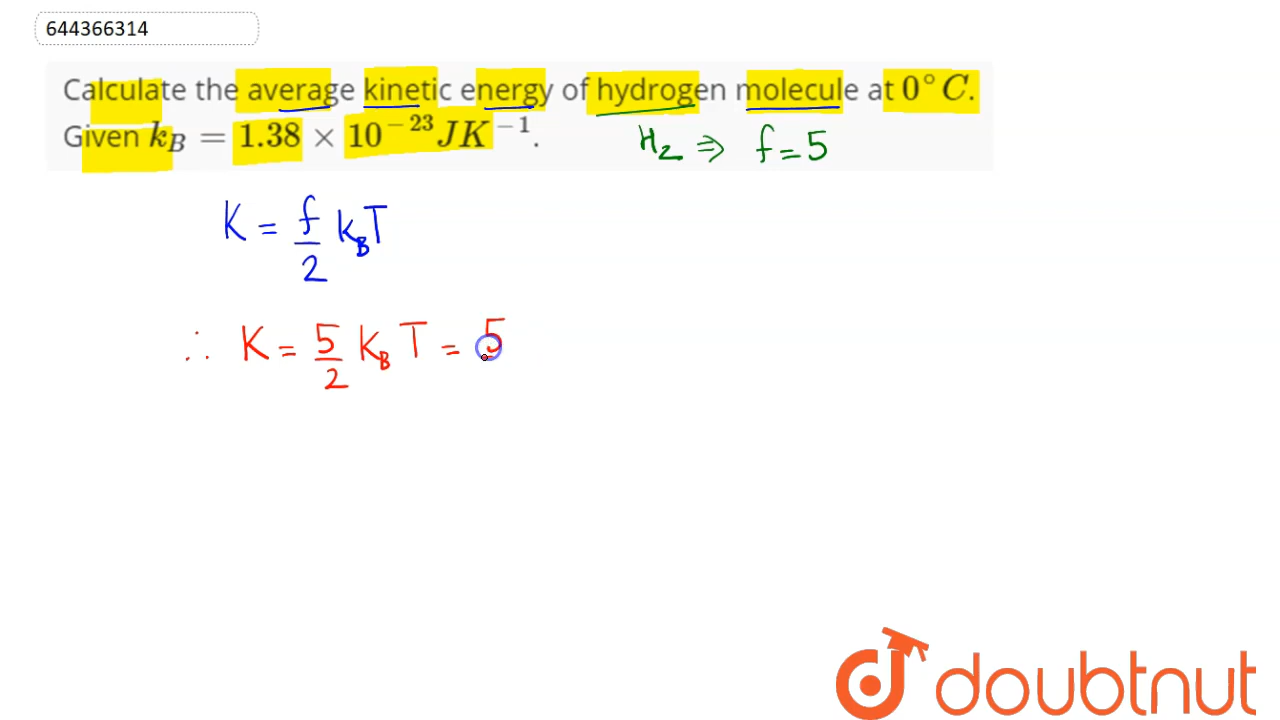 644366314
Calculate the average kinetic energy of hydrogen molecule at 0° C.
Given k_B = 1.38 × 10^{-23} JK^{-1}.
H₂ ⇒ f = 5
K = f/2 k_B T
∴ K = 5/2 k_B T = 5
doubtnut